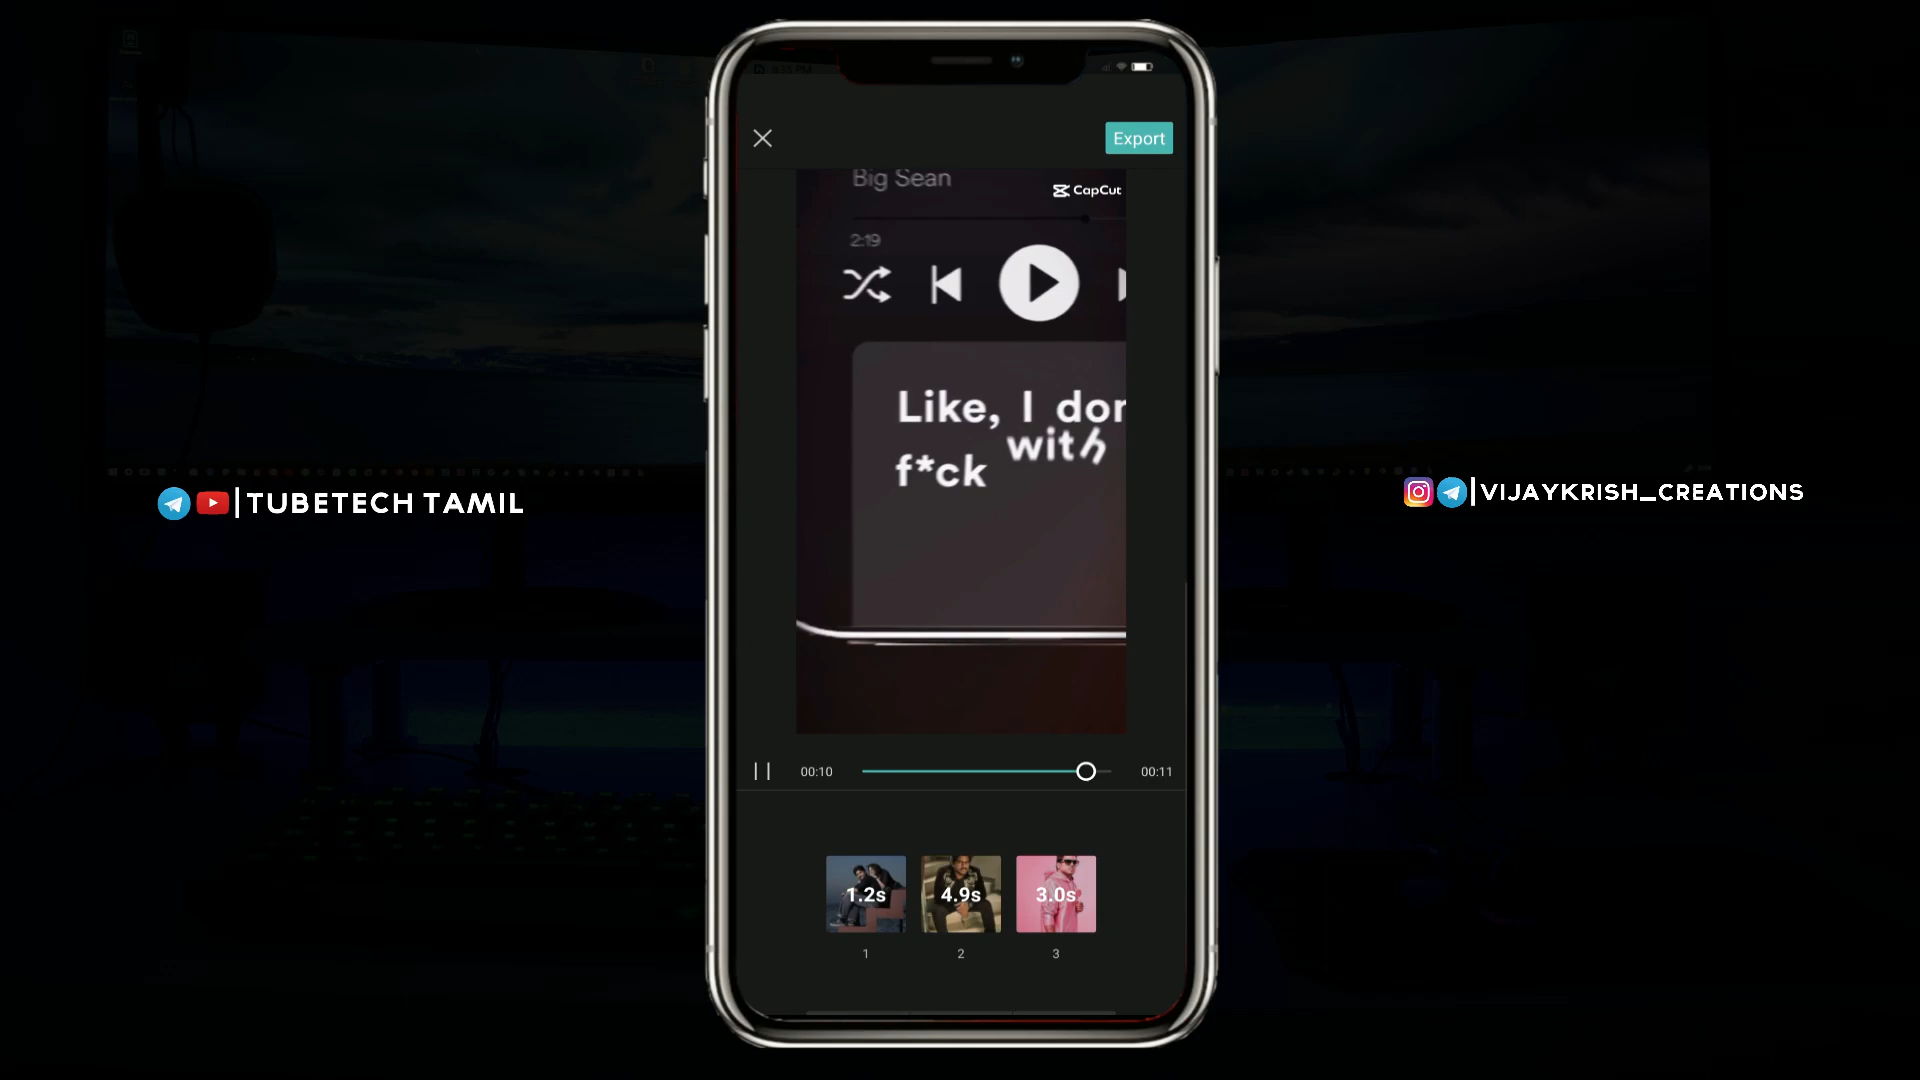 Export
Big Sean
CapCut
2:19
Like, I don
f*ck with
TUBETECH TAMIL
VIJAYKRISH_CREATIONS
00:10
00:11
1.2s
4.9s
3.0s
1
2
3